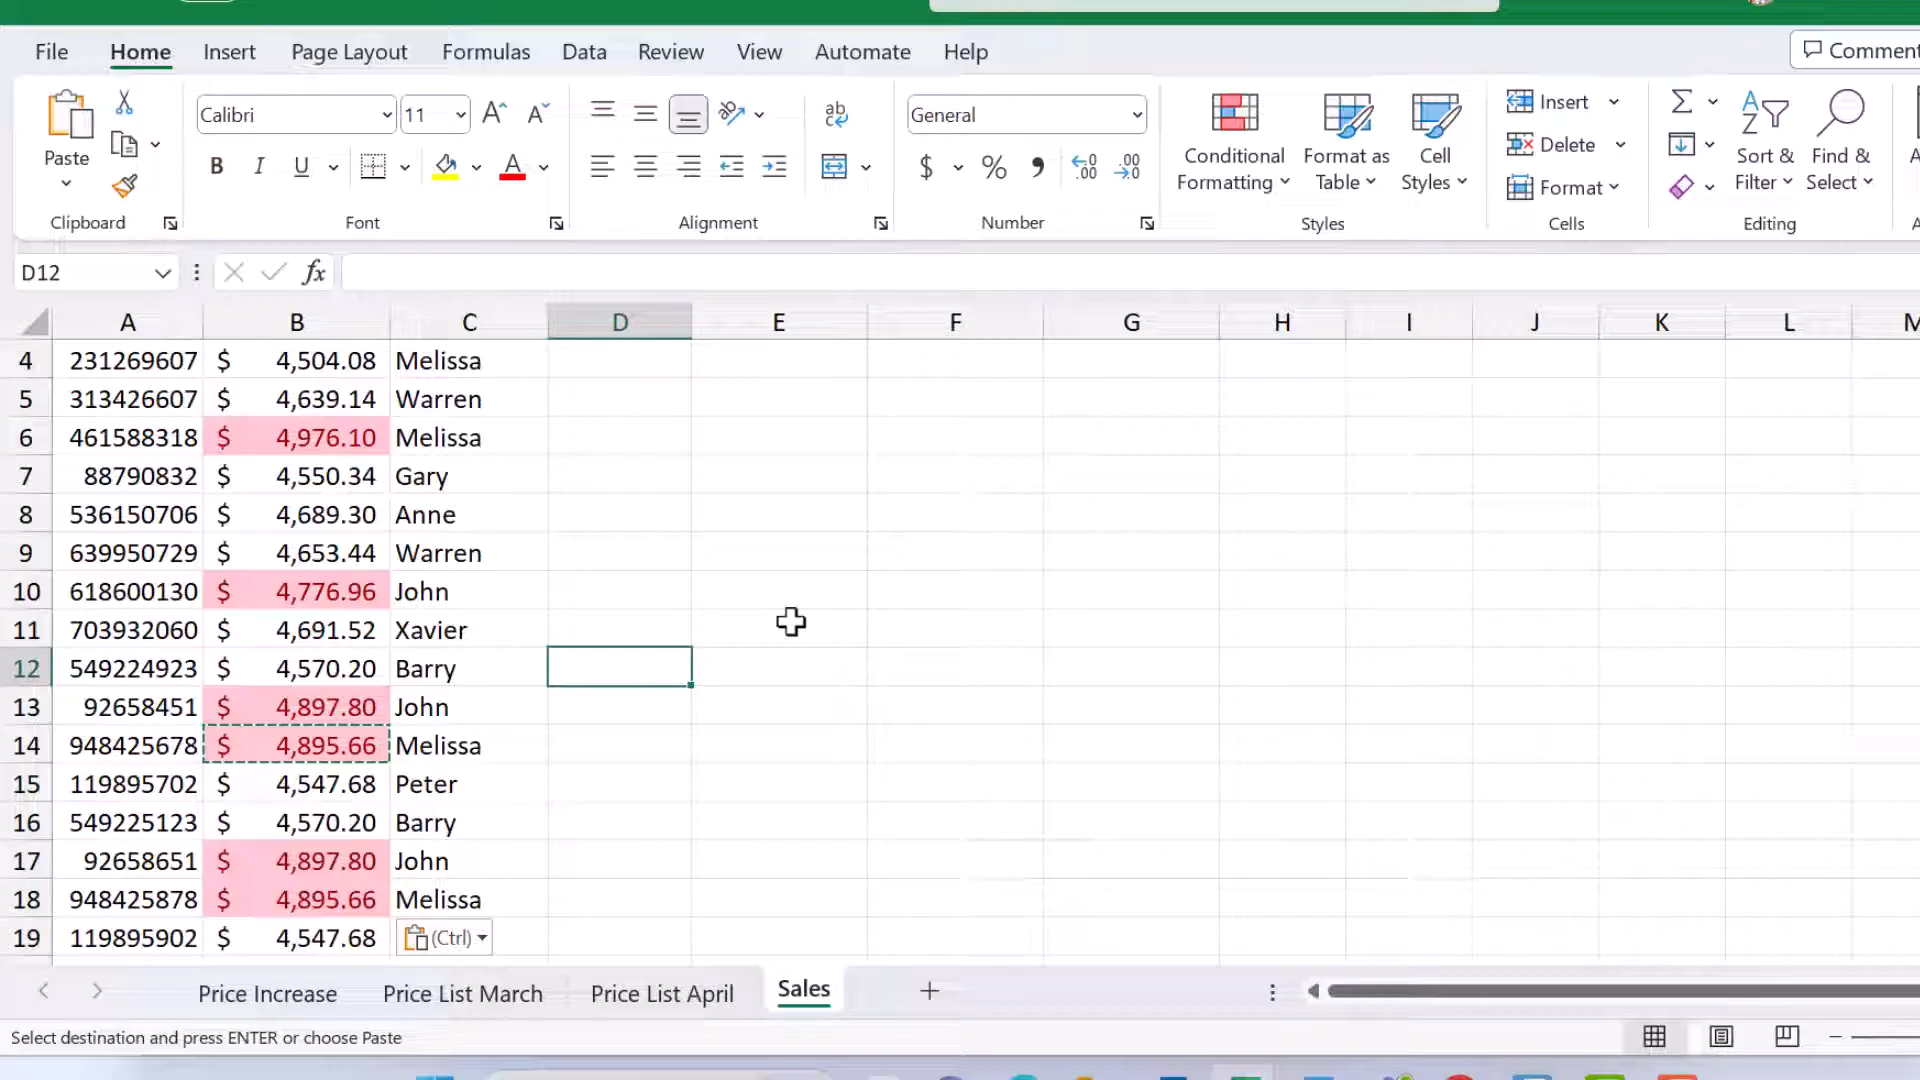 File Home Insert Page Layout Formulas Data Review View Automate Help
Calibri 11 General Insert
Paste Conditional Formatting Format as Table Cell Styles Delete Sort & Filter Find & Select
B I U A $ % Format
Clipboard Font Alignment Number Styles Cells Editing
D12 fx
A B C D E F G H I J K L
4 231269607 $ 4,504.08 Melissa
5 313426607 $ 4,639.14 Warren
6 461588318 $ 4,976.10 Melissa
7 88790832 $ 4,550.34 Gary
8 536150706 $ 4,689.30 Anne
9 639950729 $ 4,653.44 Warren
10 618600130 $ 4,776.96 John
11 703932060 $ 4,691.52 Xavier
12 549224923 $ 4,570.20 Barry
13 92658451 $ 4,897.80 John
14 948425678 $ 4,895.66 Melissa
15 119895702 $ 4,547.68 Peter
16 549225123 $ 4,570.20 Barry
17 92658651 $ 4,897.80 John
18 948425878 $ 4,895.66 Melissa
19 119895902 $ 4,547.68 (Ctrl)
Price Increase Price List March Price List April Sales
Select destination and press ENTER or choose Paste